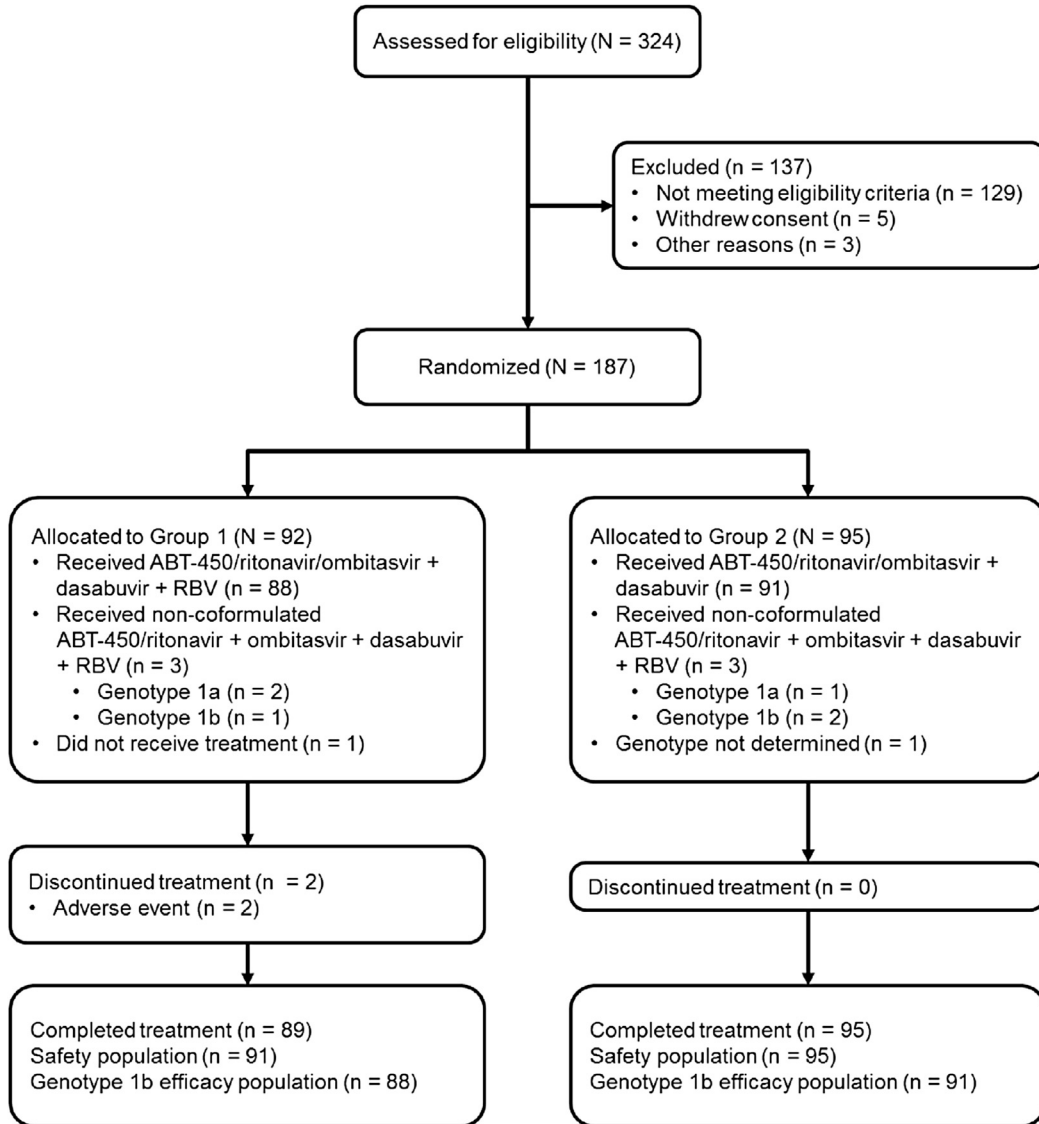 Assessed for eligibility (N = 324)
Excluded (n = 137)
• Not meeting eligibility criteria (n = 129)
• Withdrew consent (n = 5)
• Other reasons (n = 3)
Randomized (N = 187)
Allocated to Group 1 (N = 92)
• Received ABT-450/ritonavir/ombitasvir +
dasabuvir + RBV (n = 88)
• Received non-coformulated
ABT-450/ritonavir + ombitasvir + dasabuvir
+ RBV (n = 3)
• Genotype 1a (n = 2)
• Genotype 1b (n = 1)
• Did not receive treatment (n = 1)
Allocated to Group 2 (N = 95)
• Received ABT-450/ritonavir/ombitasvir +
dasabuvir (n = 91)
• Received non-coformulated
ABT-450/ritonavir + ombitasvir + dasabuvir
+ RBV (n = 3)
• Genotype 1a (n = 1)
• Genotype 1b (n = 2)
• Genotype not determined (n = 1)
Discontinued treatment (n = 2)
• Adverse event (n = 2)
Discontinued treatment (n = 0)
Completed treatment (n = 89)
Safety population (n = 91)
Genotype 1b efficacy population (n = 88)
Completed treatment (n = 95)
Safety population (n = 95)
Genotype 1b efficacy population (n = 91)